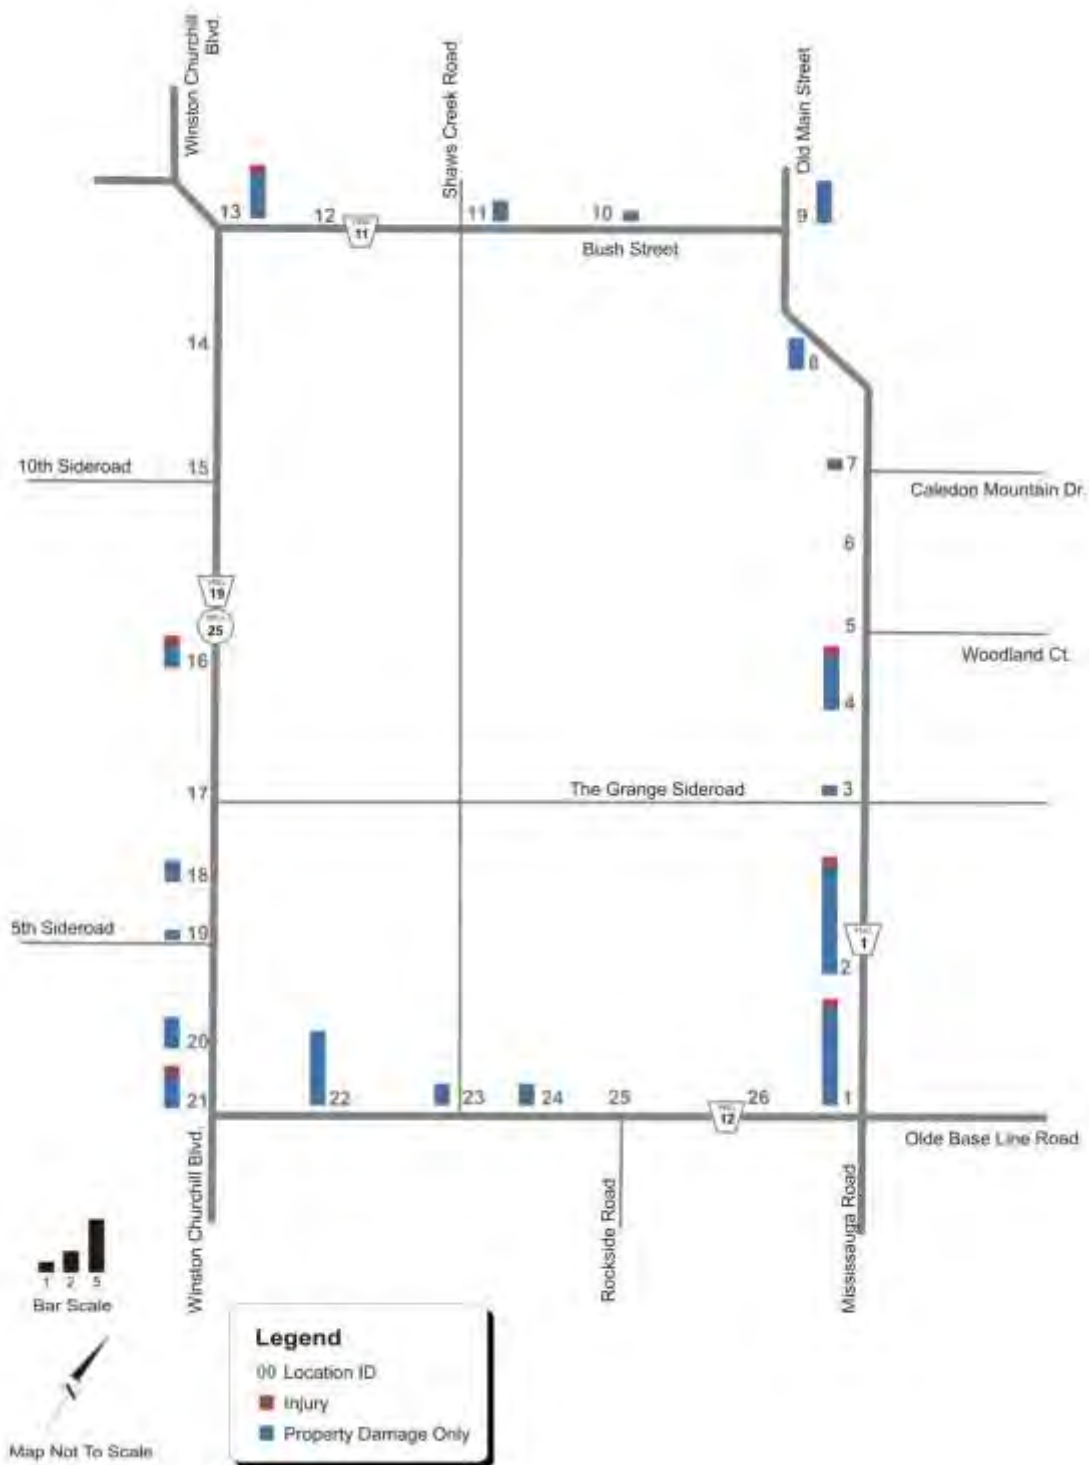 Winston Churchill
Blvd.
Shaws Creek Road
Old Main Street
13
12
11
11
10
9
Bush Street
14
8
10th Sideroad
15
7
Caledon Mountain Dr.
6
19
25
5
Woodland Ct.
16
4
The Grange Sideroad
3
17
18
5th Sideroad
19
1
2
20
21
22
23
24
25
26
1
12
Olde Base Line Road
Winston Churchill Blvd.
Rockside Road
Mississauga Road
1 2 5
Bar Scale
Map Not To Scale
Legend
00 Location ID
Injury
Property Damage Only